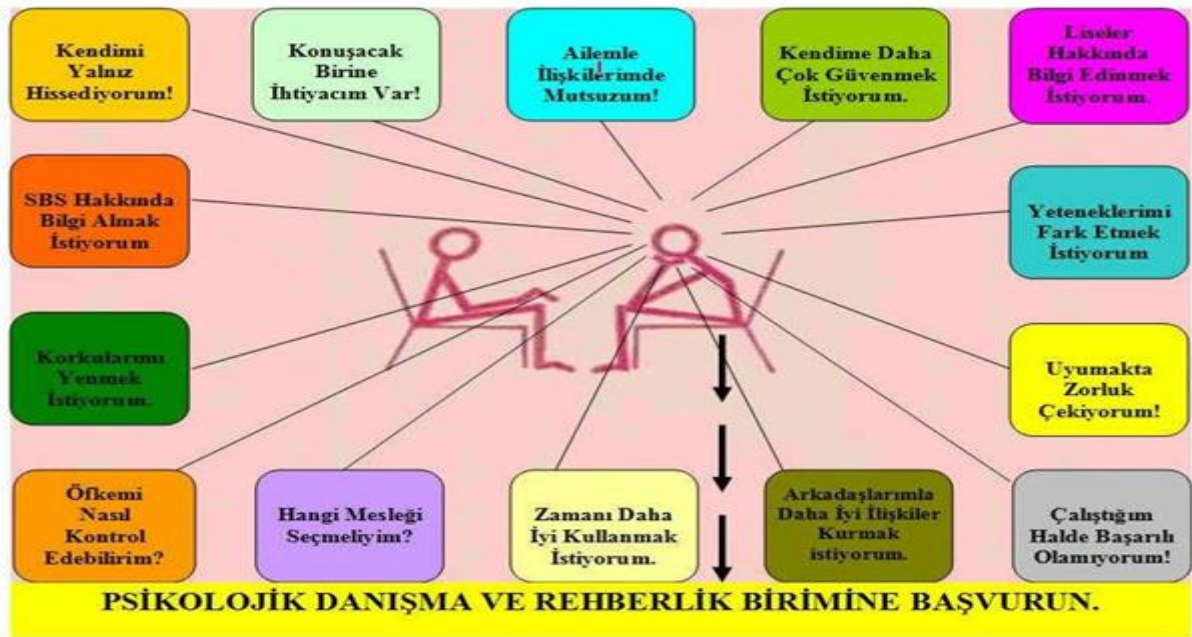 Kendimi
Yalnız
Hissediyorum!
Konuşacak
Birine
İhtiyacım Var!
Ailemle
İlişkilerimde
Mutsuzum!
Kendime Daha
Çok Güvenmek
İstiyorum.
Liseler
Hakkında
Bilgi Edinmek
İstiyorum.
SBS Hakkında
Bilgi Almak
İstiyorum
Yeteneklerimi
Fark Etmek
İstiyorum
Korkularımı
Yenmek
İstiyorum.
Uyumakta
Zorluk
Çekiyorum!
Öfkemi
Nasıl
Kontrol
Edebilirim?
Hangi Mesleği
Seçmeliyim?
Zamanı Daha
İyi Kullanmak
İstiyorum.
Arkadaşlarımla
Daha İyi İlişkiler
Kurmak
istiyorum.
Çalıştığım
Halde Başarılı
Olamıyorum!
PSİKOLOJİK DANIŞMA VE REHBERLİK BİRİMİNE BAŞVURUN.